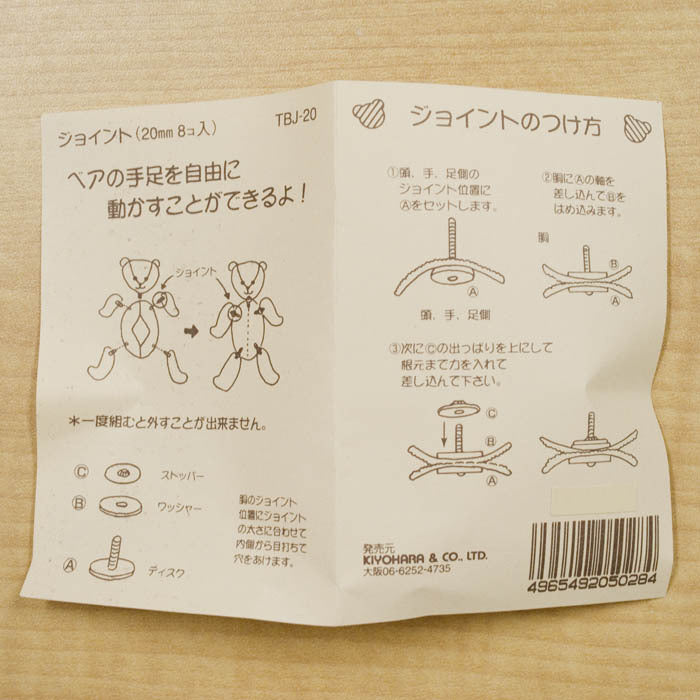 ジョイント（20mm 8コ入）
TBJ-20
ベアの手足を自由に
動かすことができるよ！
ジョイント
＊一度組むと外すことが出来ません。
Ⓒ ストッパー
Ⓑ ワッシャー
Ⓐ ディスク
胴のジョイント
位置にジョイント
の大さに合わせて
内側から目打ちで
穴をあけます。
ジョイントのつけ方
①頭、手、足側の
ジョイント位置に
Ⓐをセットします。
Ⓐ
頭、手、足側
②胴にⒶの軸を
差し込んでⒷを
はめ込みます。
胴
Ⓑ
Ⓐ
③次にⒸの出っぱりを上にして
根元まで力を入れて
差し込んで下さい。
Ⓒ
Ⓑ
Ⓐ
発売元
KIYOHARA & CO., LTD.
大阪06-6252-4735
4965492050284